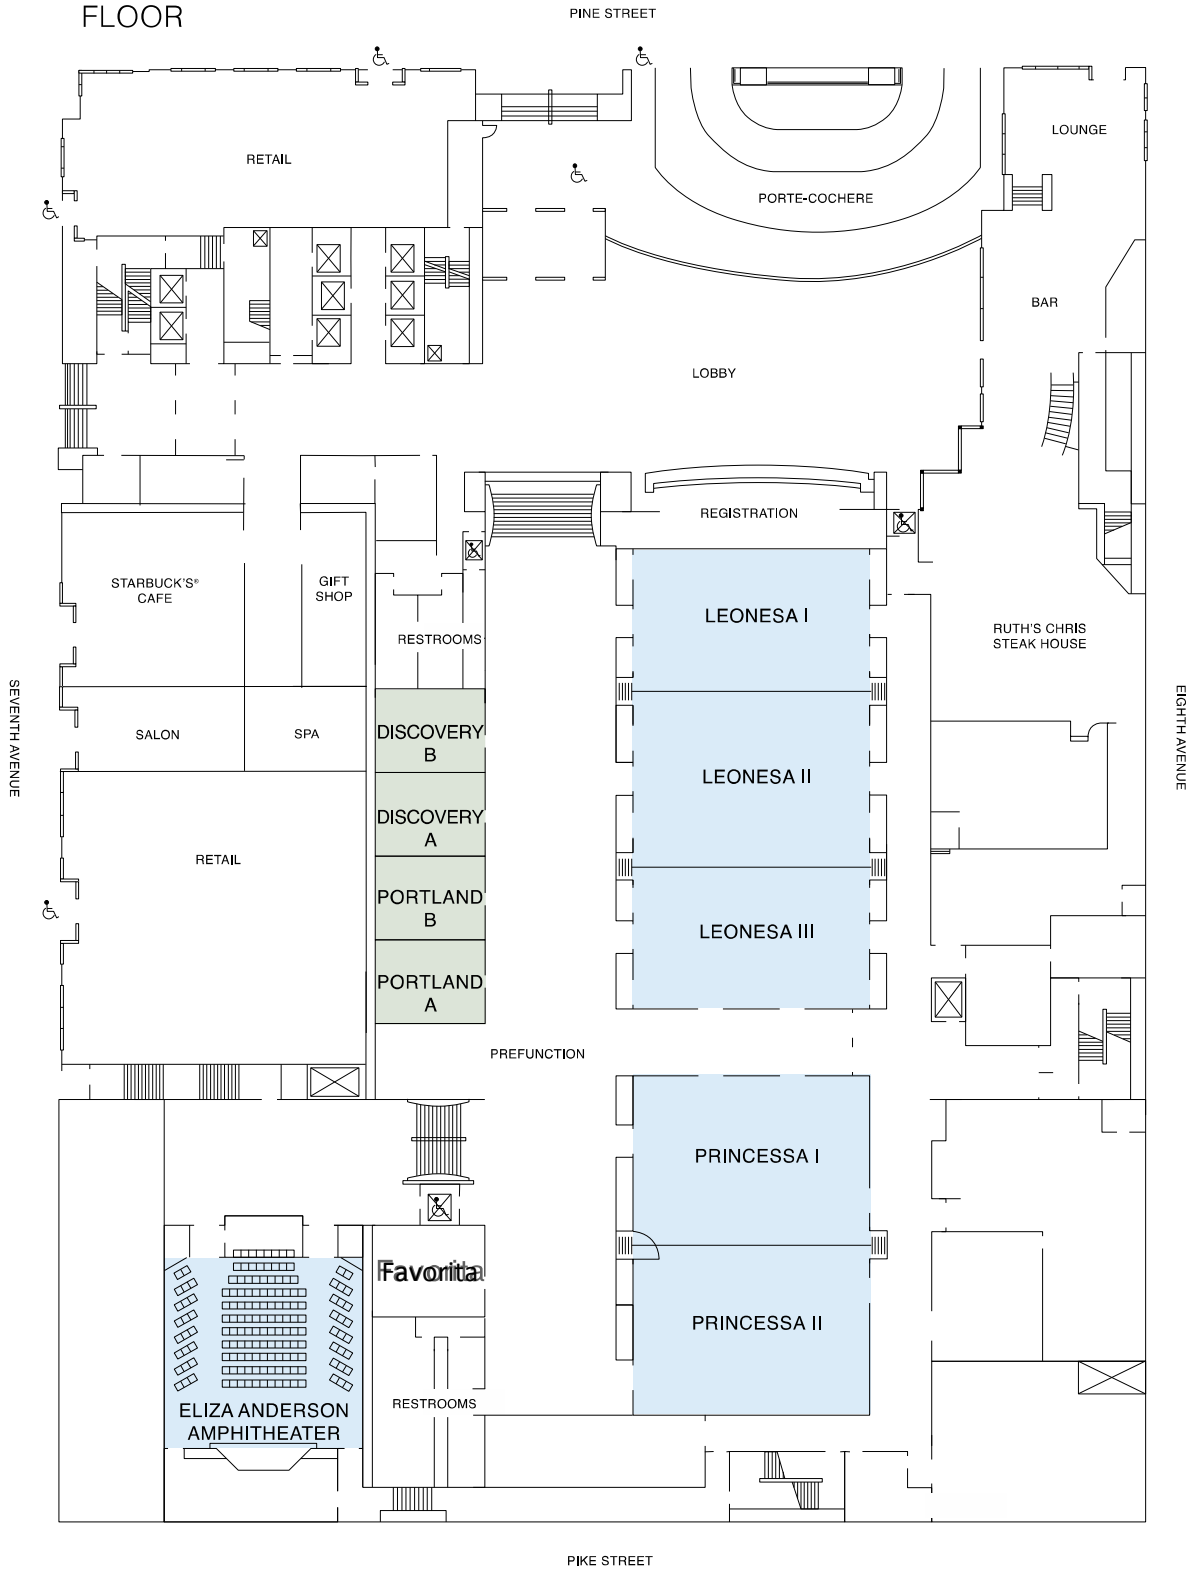 FLOOR
PINE STREET
LOUNGE
RETAIL
PORTE-COCHERE
BAR
LOBBY
REGISTRATION
STARBUCK'S®
CAFE
GIFT
SHOP
LEONESA I
RESTROOMS
RUTH'S CHRIS
STEAK HOUSE
SEVENTH AVENUE
EIGHTH AVENUE
SALON
SPA
DISCOVERY
B
LEONESA II
DISCOVERY
A
RETAIL
PORTLAND
B
LEONESA III
PORTLAND
A
PREFUNCTION
PRINCESSA I
Favorita
PRINCESSA II
RESTROOMS
ELIZA ANDERSON
AMPHITHEATER
PIKE STREET